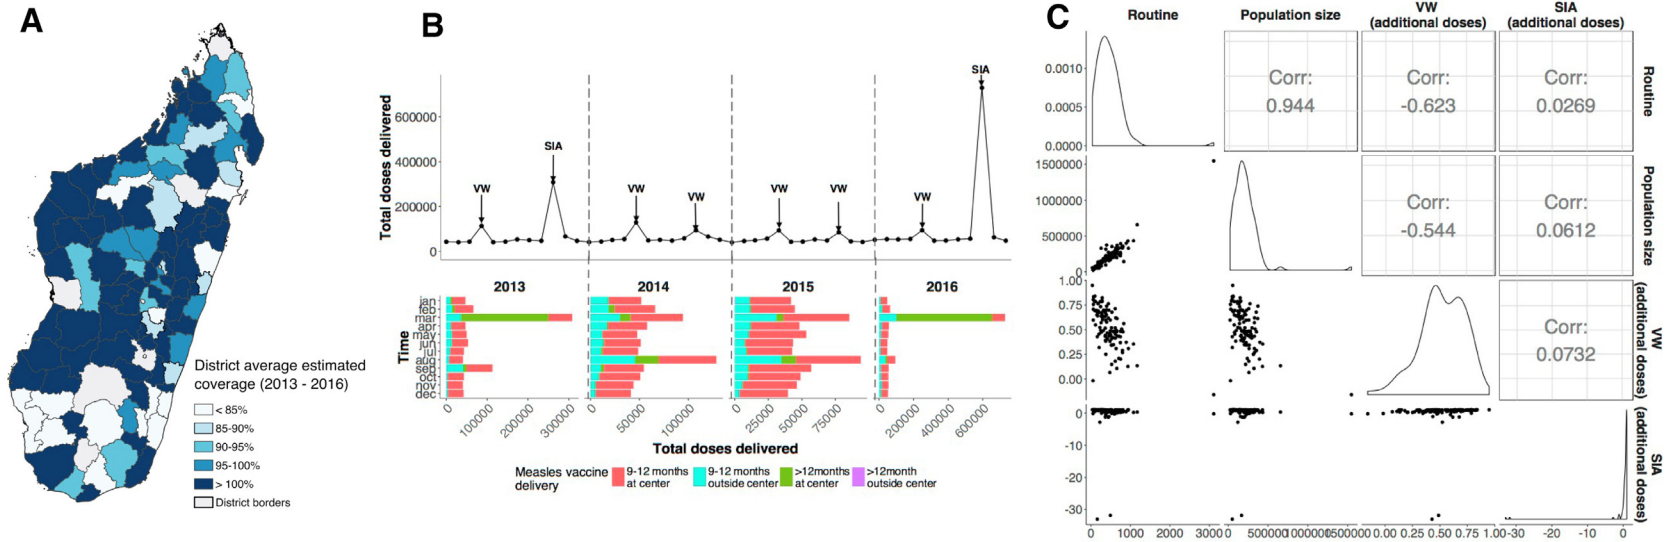 A
District average estimated
coverage (2013 - 2016)
< 85%
85-90%
90-95%
95-100%
> 100%
District borders
B
Total doses delivered
600000
400000
200000
0
VW
SIA
VW
VW
VW
VW
VW
SIA
2013
2014
2015
2016
Time
jan
feb
mar
apr
may
jun
jul
aug
sep
oct
nov
dec
0
100000
200000
300000
0
50000
100000
0
25000
50000
75000
0
200000
400000
600000
Total doses delivered
Measles vaccine
delivery
9-12 months
at center
9-12 months
outside center
>12months
at center
>12month
outside center
C
Routine
Population size
VW
(additional doses)
SIA
(additional doses)
0.0010
0.0005
0.0000
Corr:
0.944
Corr:
-0.623
Corr:
0.0269
Routine
1500000
1000000
500000
0
Corr:
-0.544
Corr:
0.0612
Population size
1.00
0.75
0.50
0.25
0.00
Corr:
0.0732
VW
(additional doses)
0
-10
-20
-30
SIA
(additional doses)
0
1000
2000
3000
0
500000
1000000
1500000
0.00
0.25
0.50
0.75
1.00
-30
-20
-10
0